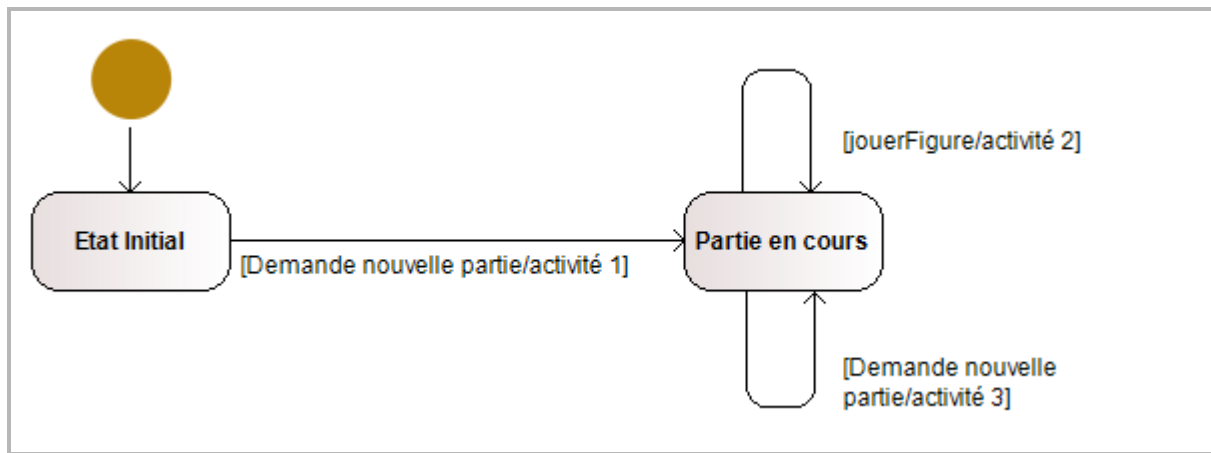 [jouerFigure/activité 2]
Etat Initial
Partie en cours
[Demande nouvelle partie/activité 1]
[Demande nouvelle
partie/activité 3]